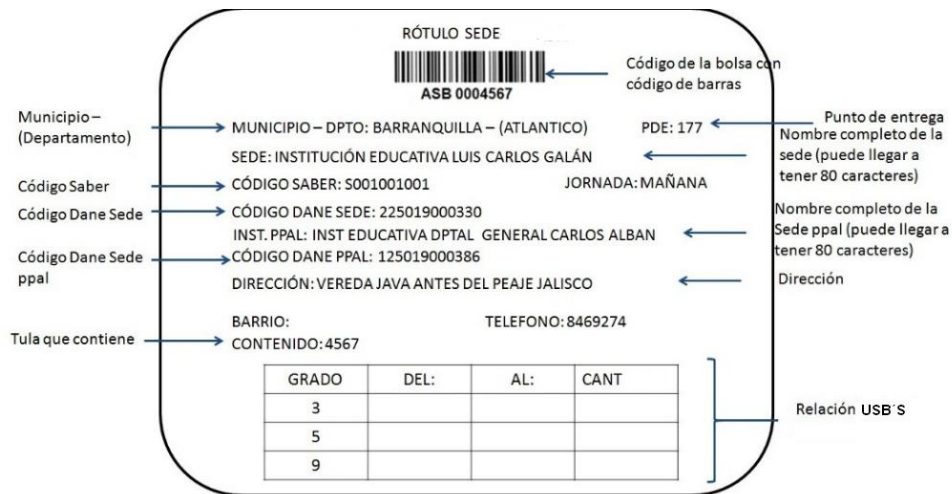 RÓTULO SEDE
Código de la bolsa con
código de barras
ASB 0004567
Municipio –
(Departamento)
MUNICIPIO – DPTO: BARRANQUILLA – (ATLANTICO)
PDE: 177
Punto de entrega
SEDE: INSTITUCIÓN EDUCATIVA LUIS CARLOS GALÁN
Nombre completo de la
sede (puede llegar a
tener 80 caracteres)
Código Saber
CÓDIGO SABER: S001001001
JORNADA: MAÑANA
Código Dane Sede
CÓDIGO DANE SEDE: 225019000330
INST. PPAL: INST EDUCATIVA DPTAL GENERAL CARLOS ALBAN
Nombre completo de la
Sede ppal (puede llegar a
tener 80 caracteres)
Código Dane Sede
ppal
CÓDIGO DANE PPAL: 125019000386
DIRECCIÓN: VEREDA JAVA ANTES DEL PEAJE JALISCO
Dirección
BARRIO:
TELEFONO: 8469274
Tula que contiene
CONTENIDO: 4567
GRADO DEL: AL: CANT
3
5
9
Relación USB´S